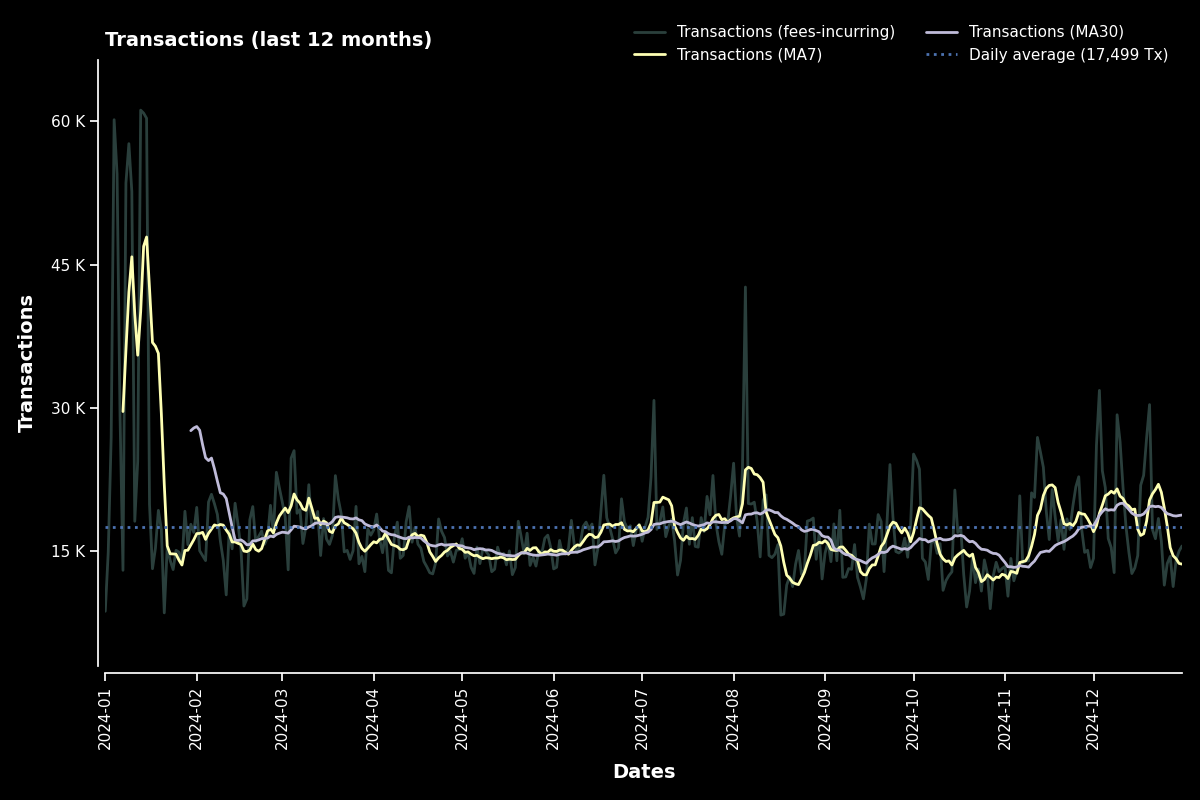 Transactions (last 12 months)
Transactions (fees-incurring)
Transactions (MA7)
Transactions (MA30)
Daily average (17,499 Tx)
Transactions
60 K
45 K
30 K
15 K
2024-01
2024-02
2024-03
2024-04
2024-05
2024-06
2024-07
2024-08
2024-09
2024-10
2024-11
2024-12
Dates